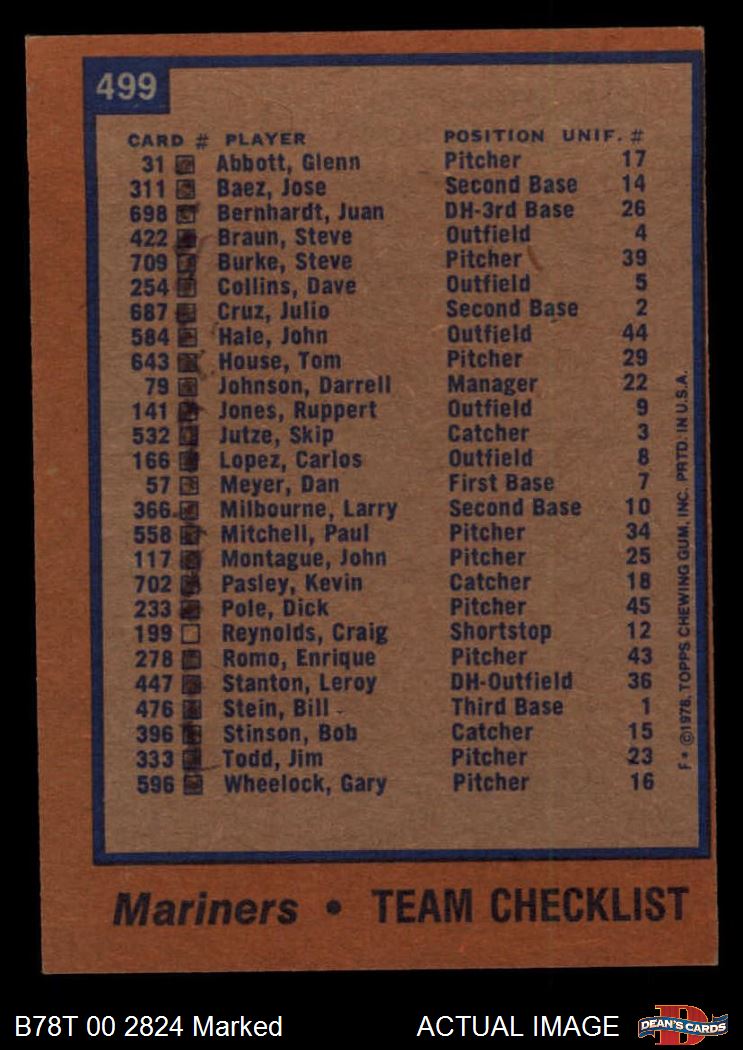 499
CARD # PLAYER POSITION UNIF. #
31 Abbott, Glenn Pitcher 17
311 Baez, Jose Second Base 14
698 Bernhardt, Juan DH-3rd Base 26
422 Braun, Steve Outfield 4
709 Burke, Steve Pitcher 39
254 Collins, Dave Outfield 5
687 Cruz, Julio Second Base 2
584 Hale, John Outfield 44
643 House, Tom Pitcher 29
79 Johnson, Darrell Manager 22
141 Jones, Ruppert Outfield 9
532 Jutze, Skip Catcher 3
166 Lopez, Carlos Outfield 8
57 Meyer, Dan First Base 7
366 Milbourne, Larry Second Base 10
558 Mitchell, Paul Pitcher 34
117 Montague, John Pitcher 25
702 Pasley, Kevin Catcher 18
233 Pole, Dick Pitcher 45
199 Reynolds, Craig Shortstop 12
278 Romo, Enrique Pitcher 43
447 Stanton, Leroy DH-Outfield 36
476 Stein, Bill Third Base 1
396 Stinson, Bob Catcher 15
333 Todd, Jim Pitcher 23
596 Wheelock, Gary Pitcher 16
F* ©1978, TOPPS CHEWING GUM, INC. PRTD. IN U.S.A.
Mariners • TEAM CHECKLIST
B78T 00 2824 Marked ACTUAL IMAGE
DEAN'S CARDS